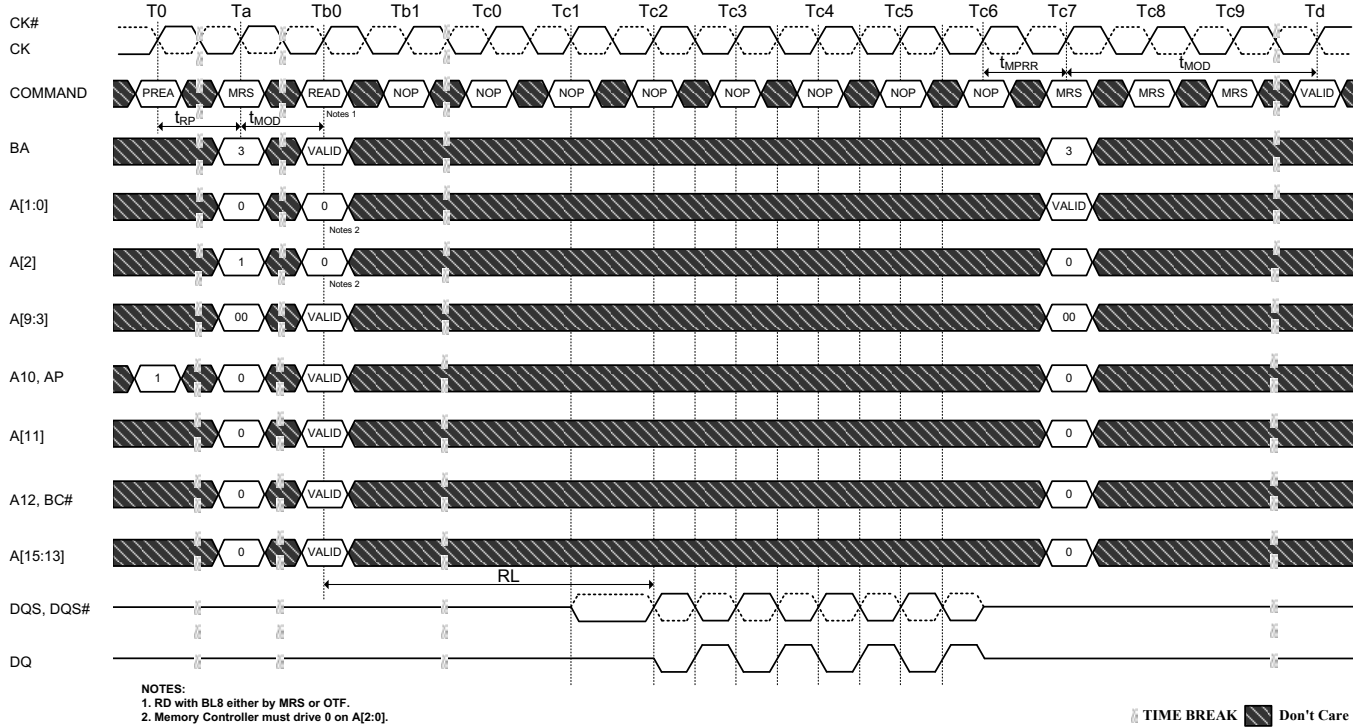 T0 Ta Tb0 Tb1 Tc0 Tc1 Tc2 Tc3 Tc4 Tc5 Tc6 Tc7 Tc8 Tc9 Td
CK#
CK
tMPRR tMOD
COMMAND PREA MRS READ NOP NOP NOP NOP NOP NOP NOP NOP MRS MRS MRS VALID
tRP tMOD Notes 1
BA 3 VALID 3
A[1:0] 0 0 VALID
Notes 2
A[2] 1 0 0
Notes 2
A[9:3] 00 VALID 00
A10, AP 1 0 VALID 0
A[11] 0 VALID 0
A12, BC# 0 VALID 0
A[15:13] 0 VALID 0
RL
DQS, DQS#
DQ
NOTES:
1. RD with BL8 either by MRS or OTF.
2. Memory Controller must drive 0 on A[2:0].
TIME BREAK Don't Care